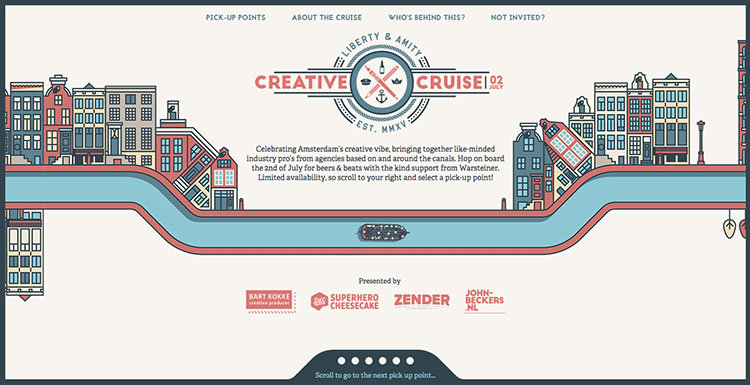 PICK-UP POINTS ABOUT THE CRUISE WHO'S BEHIND THIS? NOT INVITED?
LIBERTY & AMITY
CREATIVE CRUISE 02 JULY
EST. MMXV
Celebrating Amsterdam's creative vibe, bringing together like-minded
industry pro's from agencies based on and around the canals. Hop on board
the 2nd of July for beers & beats with the kind support from Warsteiner.
Limited availability, so scroll to your right and select a pick-up point!
Presented by
BART KOKKE
creative producer
SUPERHERO
CHEESECAKE
ZENDER
JOHN-
BECKERS
.NL
Scroll to go to the next pick up point...